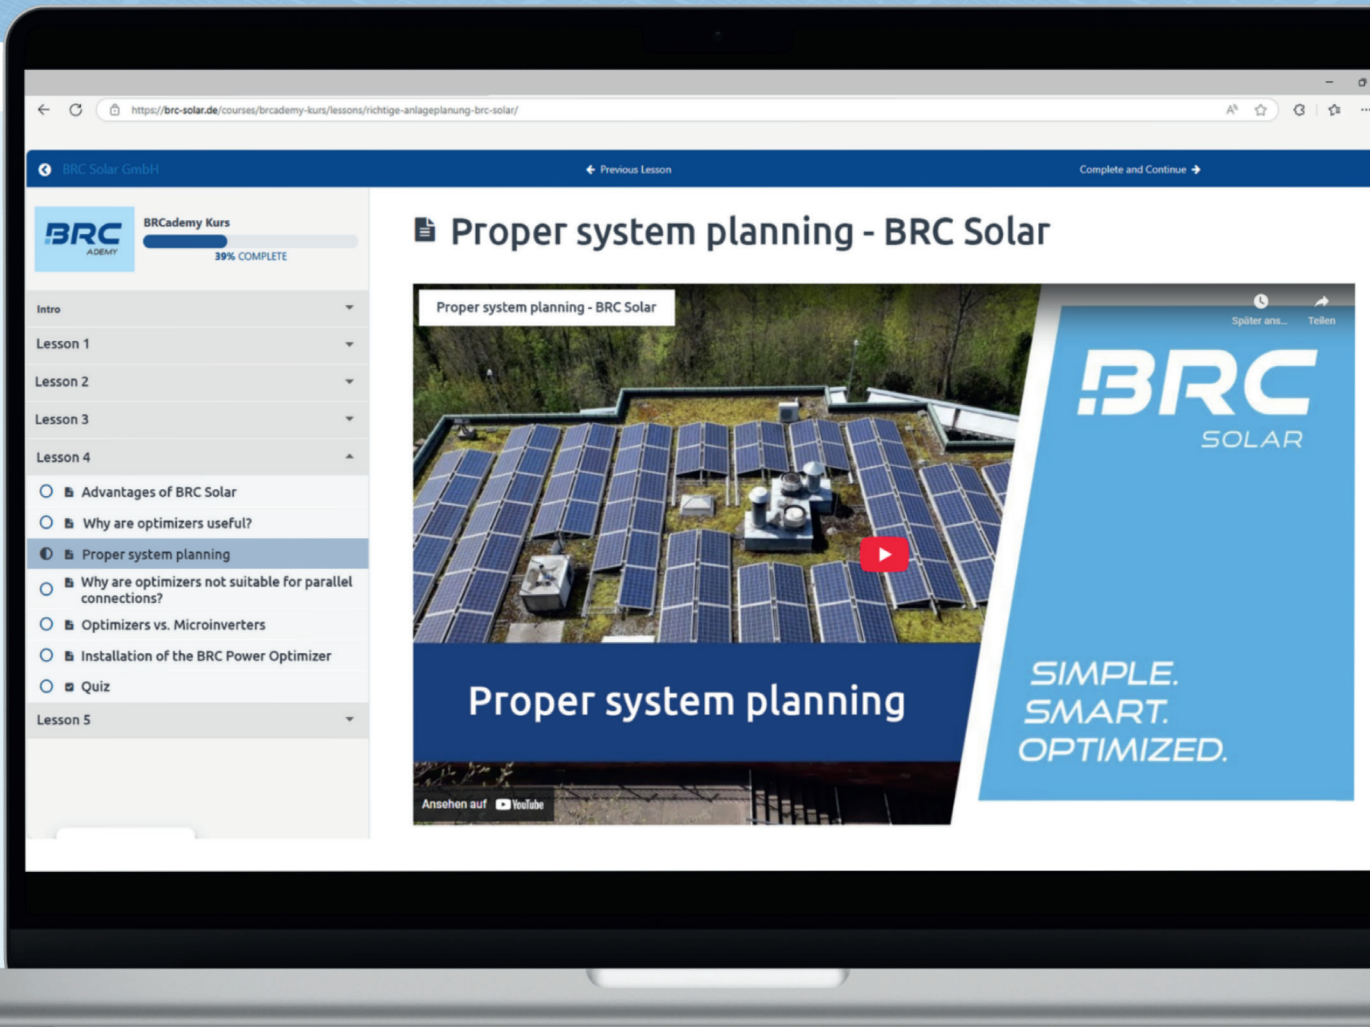 https://brc-solar.de/courses/brcademy-kurs/lessons/richtige-anlageplanung-brc-solar/
BRC Solar GmbH
Previous Lesson
Complete and Continue
BRC
ADEMY
BRCademy Kurs
39% COMPLETE
Intro
Lesson 1
Lesson 2
Lesson 3
Lesson 4
Advantages of BRC Solar
Why are optimizers useful?
Proper system planning
Why are optimizers not suitable for parallel
connections?
Optimizers vs. Microinverters
Installation of the BRC Power Optimizer
Quiz
Lesson 5
Proper system planning - BRC Solar
Proper system planning - BRC Solar
Später ans...
Teilen
BRC
SOLAR
SIMPLE.
SMART.
OPTIMIZED.
Proper system planning
Ansehen auf YouTube